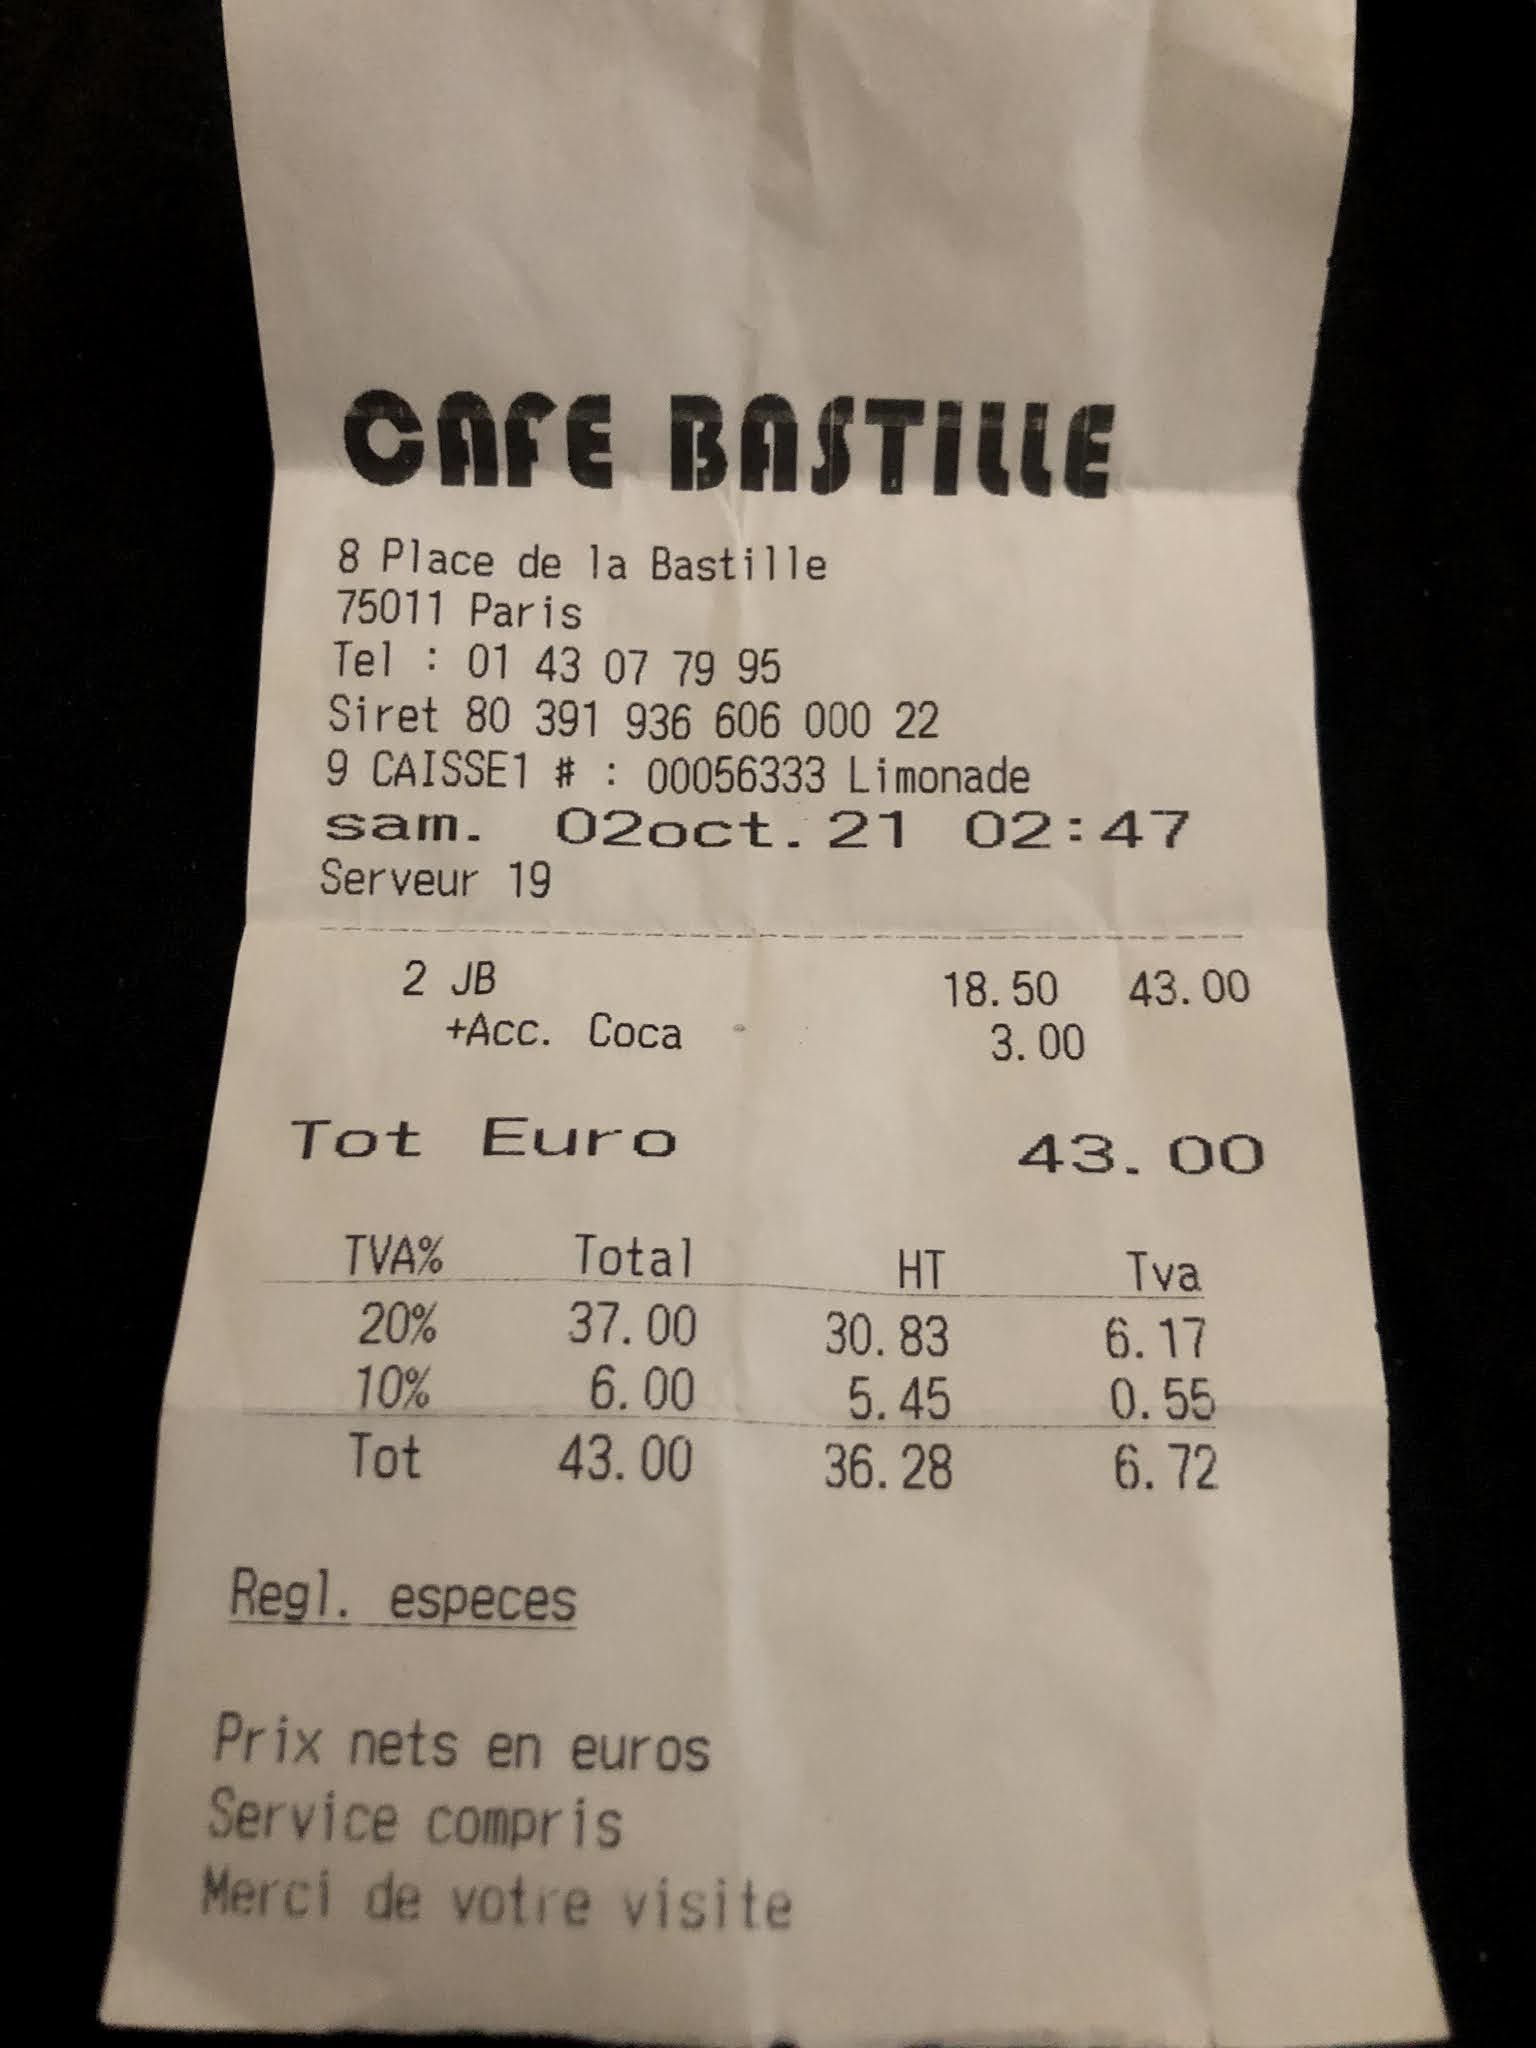 CAFE BASTILLE
8 Place de la Bastille
75011 Paris
Tel : 01 43 07 79 95
Siret 80 391 936 606 000 22
9 CAISSE1 # : 00056333 Limonade
sam. 02oct.21 02:47
Serveur 19
2 JB 18.50 43.00
+Acc. Coca 3.00
Tot Euro 43.00
TVA% Total HT Tva
20% 37.00 30.83 6.17
10% 6.00 5.45 0.55
Tot 43.00 36.28 6.72
Regl. especes
Prix nets en euros
Service compris
Merci de votre visite